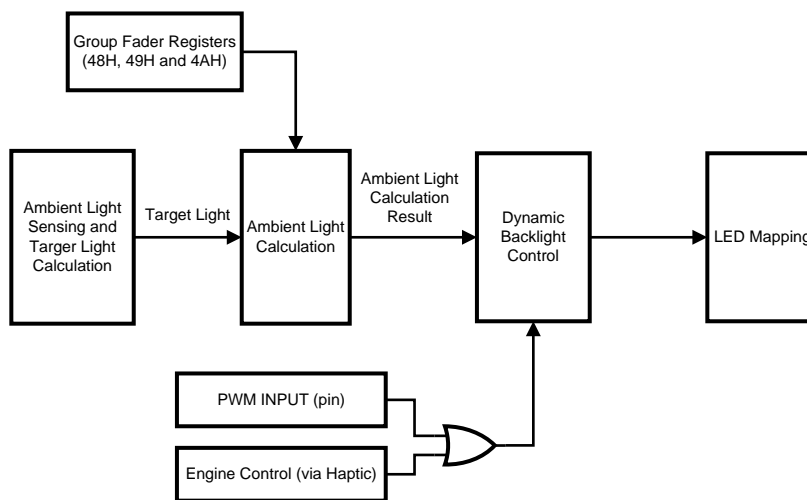 Group Fader Registers
(48H, 49H and 4AH)
Ambient Light
Sensing and
Targer Light
Calculation
Target Light
Ambient Light
Calculation
Ambient Light
Calculation
Result
Dynamic
Backlight
Control
LED Mapping
PWM INPUT (pin)
Engine Control (via Haptic)